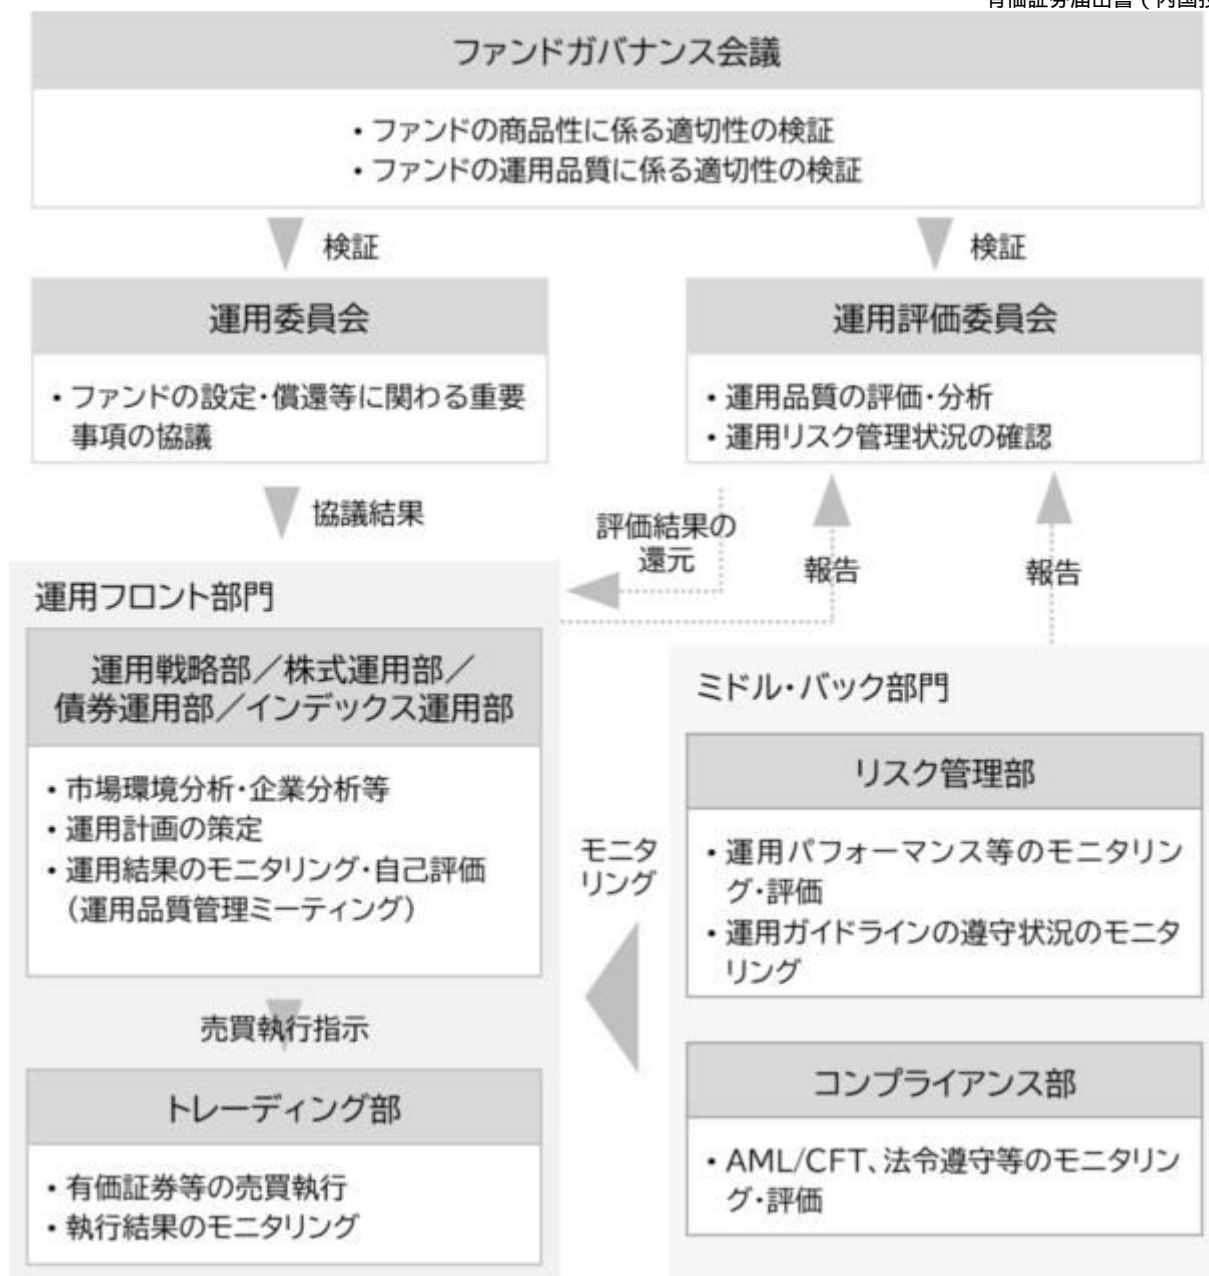 有価証券届出書(内国投
ファンドガバナンス会議
・ファンドの商品性に係る適切性の検証
・ファンドの運用品質に係る適切性の検証
検証
検証
運用委員会
・ファンドの設定・償還等に関わる重要
事項の協議
運用評価委員会
・運用品質の評価・分析
・運用リスク管理状況の確認
協議結果
評価結果の
還元
報告
報告
運用フロント部門
運用戦略部／株式運用部／
債券運用部／インデックス運用部
・市場環境分析・企業分析等
・運用計画の策定
・運用結果のモニタリング・自己評価
（運用品質管理ミーティング）
売買執行指示
トレーディング部
・有価証券等の売買執行
・執行結果のモニタリング
モニタ
リング
ミドル・バック部門
リスク管理部
・運用パフォーマンス等のモニタリン
グ・評価
・運用ガイドラインの遵守状況のモニタ
リング
コンプライアンス部
・AML/CFT、法令遵守等のモニタリン
グ・評価